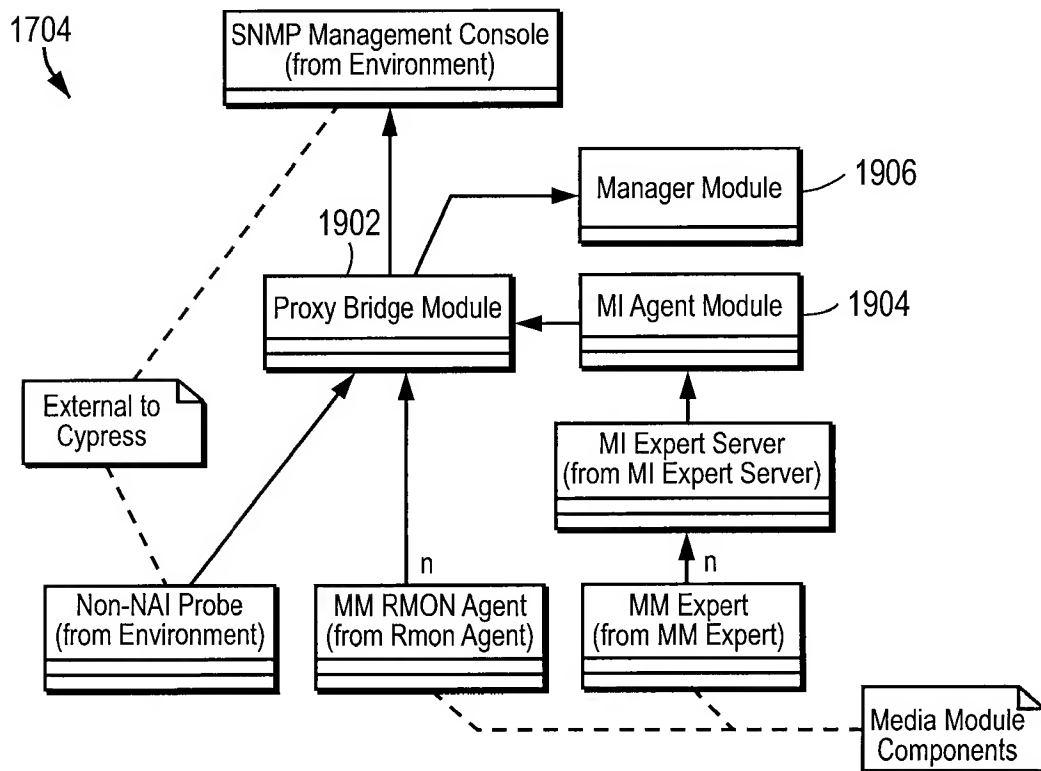 1704
SNMP Management Console
(from Environment)
Manager Module
1906
1902
Proxy Bridge Module
MI Agent Module
1904
External to
Cypress
MI Expert Server
(from MI Expert Server)
n
n
Non-NAI Probe
(from Environment)
MM RMON Agent
(from Rmon Agent)
MM Expert
(from MM Expert)
Media Module
Components